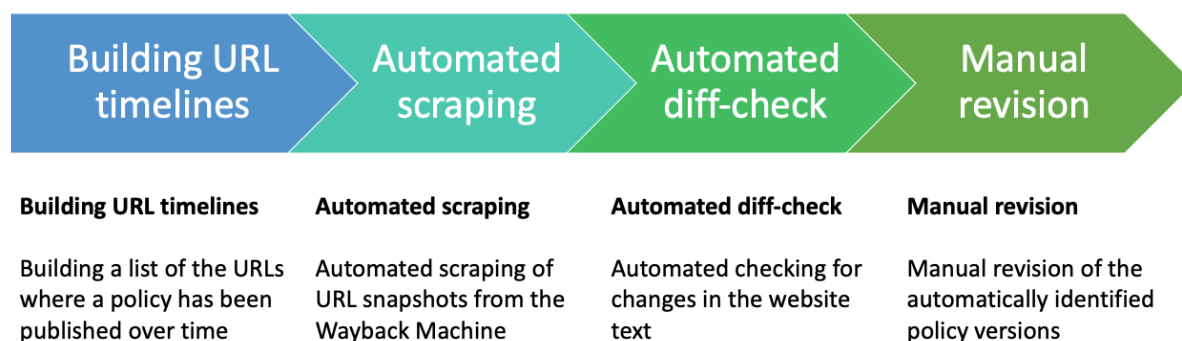 Building URL
timelines
Automated
scraping
Automated
diff-check
Manual
revision
Building URL timelines
Building a list of the URLs
where a policy has been
published over time
Automated scraping
Automated scraping of
URL snapshots from the
Wayback Machine
Automated diff-check
Automated checking for
changes in the website
text
Manual revision
Manual revision of the
automatically identified
policy versions